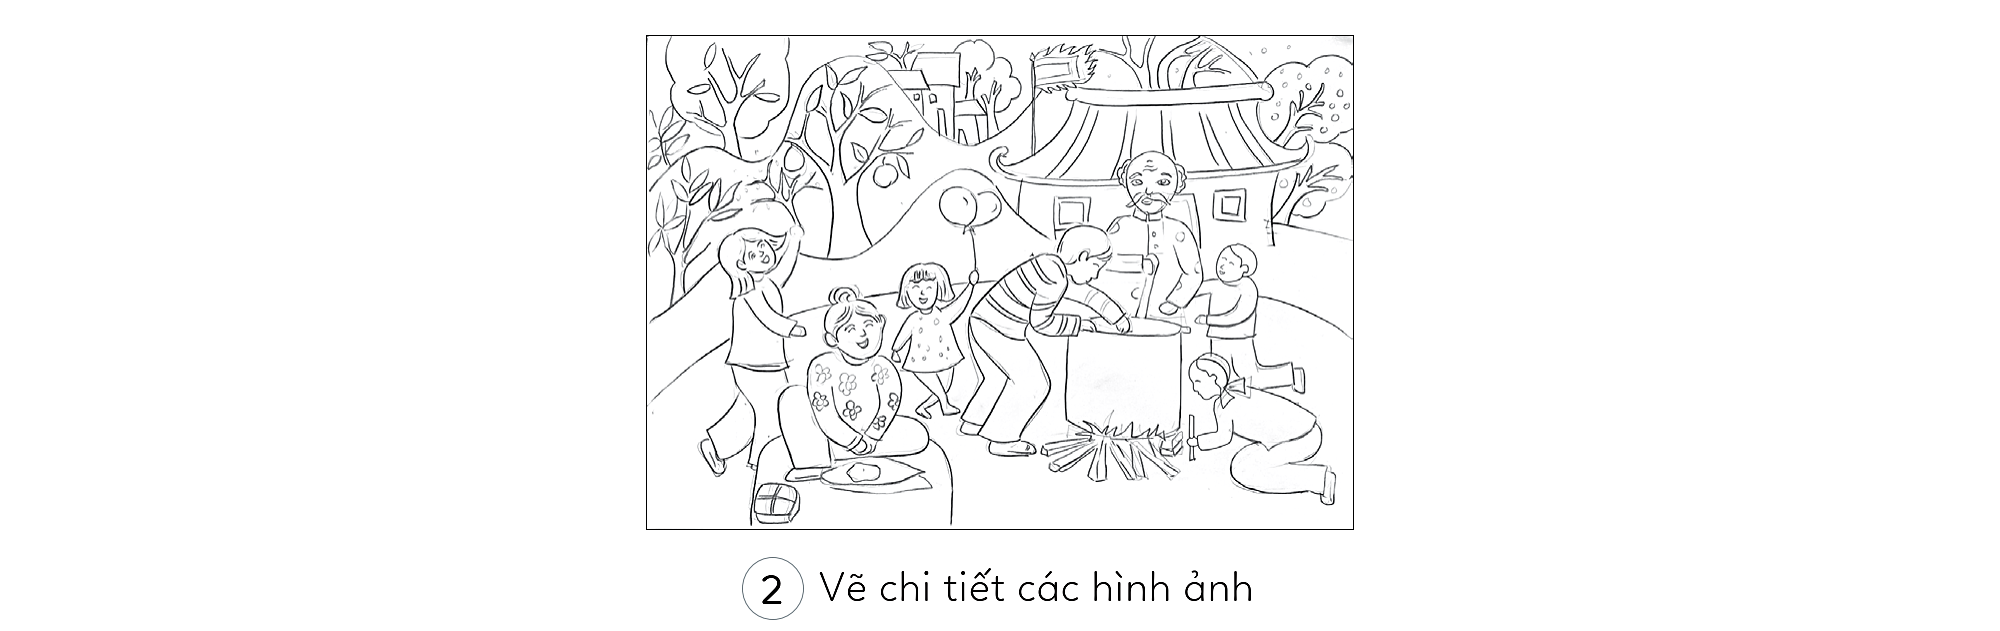 2 Vẽ chi tiết các hình ảnh